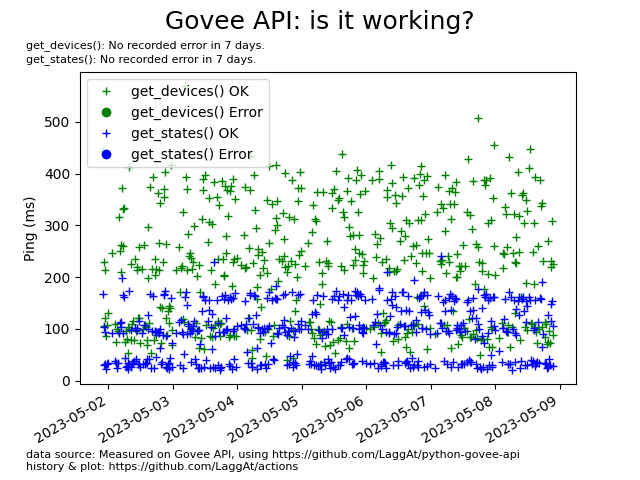 Govee API: is it working?
get_devices(): No recorded error in 7 days.
get_states(): No recorded error in 7 days.
get_devices() OK
get_devices() Error
get_states() OK
get_states() Error
Ping (ms)
500
400
300
200
100
0
2023-05-02
2023-05-03
2023-05-04
2023-05-05
2023-05-06
2023-05-07
2023-05-08
2023-05-09
data source: Measured on Govee API, using https://github.com/LaggAt/python-govee-api
history & plot: https://github.com/LaggAt/actions